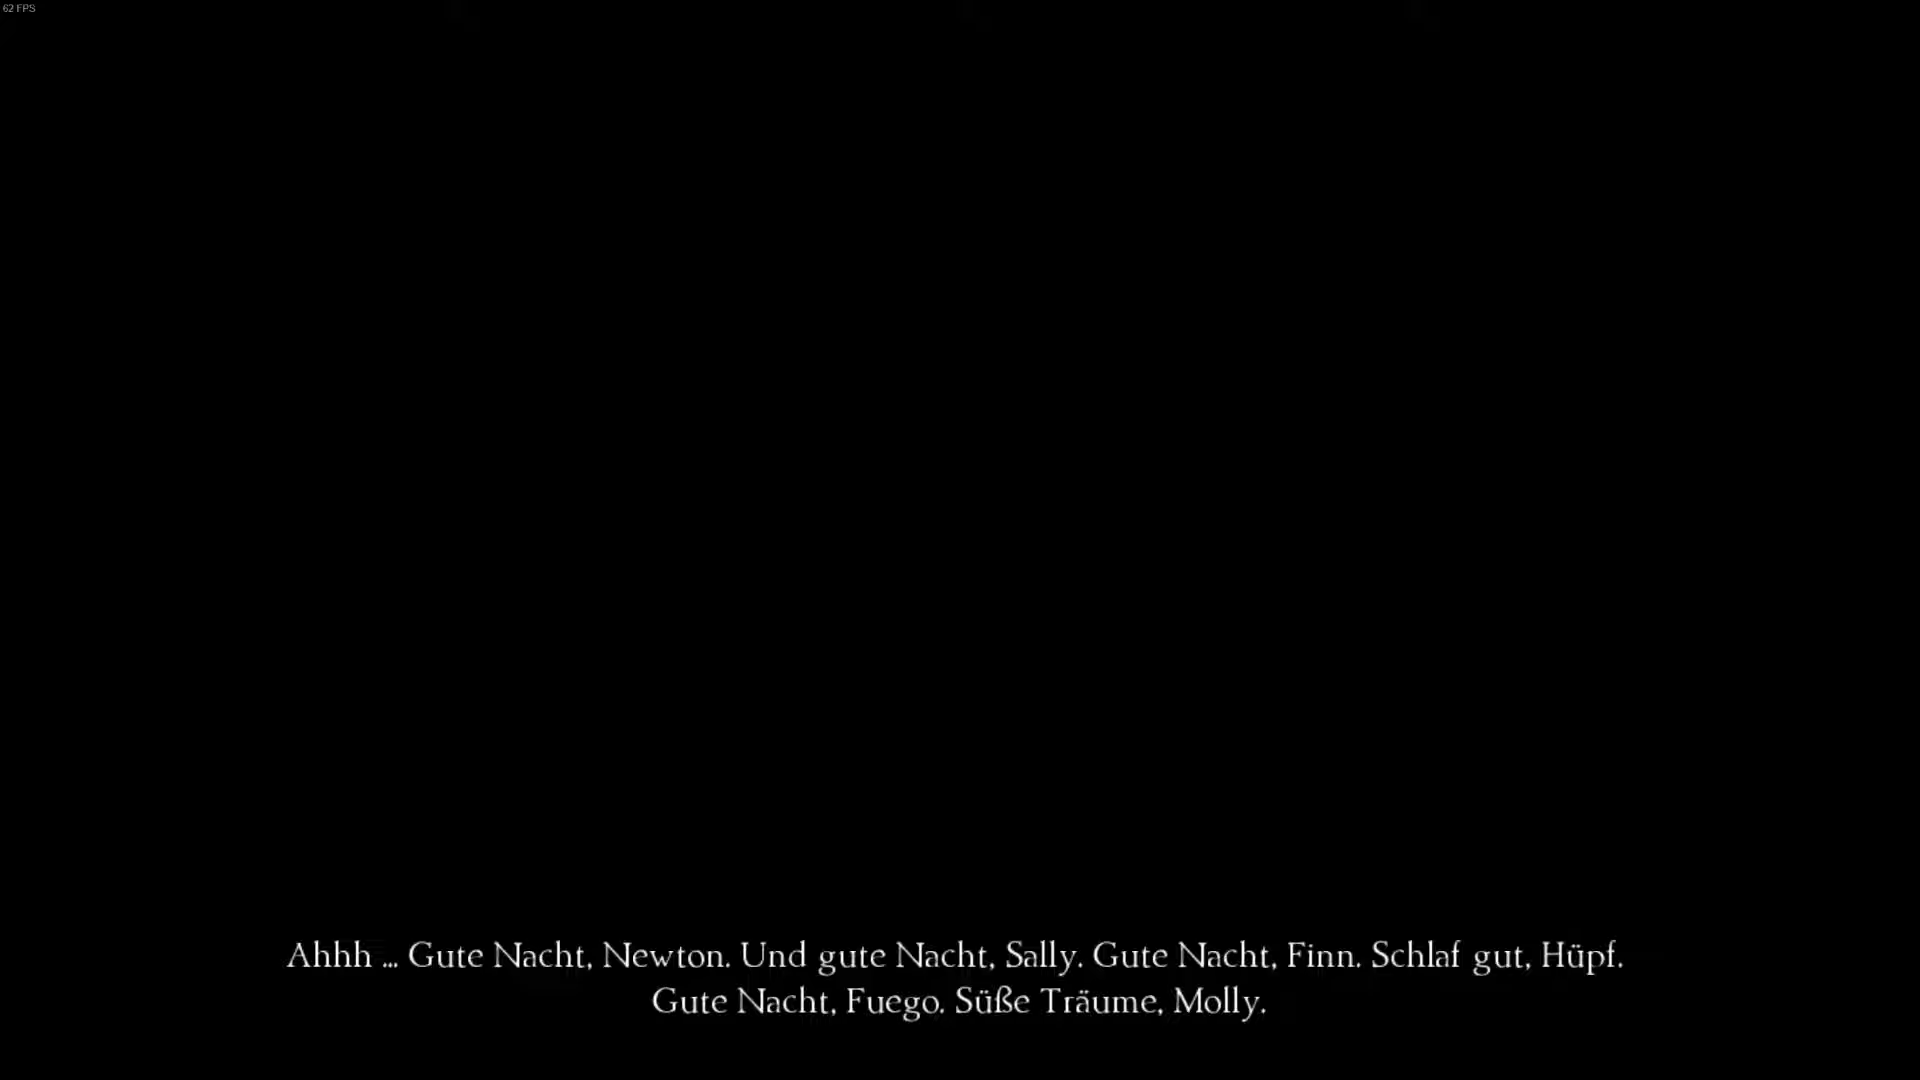 62 FPS
Ahhh ... Gute Nacht, Newton. Und gute Nacht, Sally. Gute Nacht, Finn. Schlaf gut, Hüpf.
Gute Nacht, Fuego. Süße Träume, Molly.